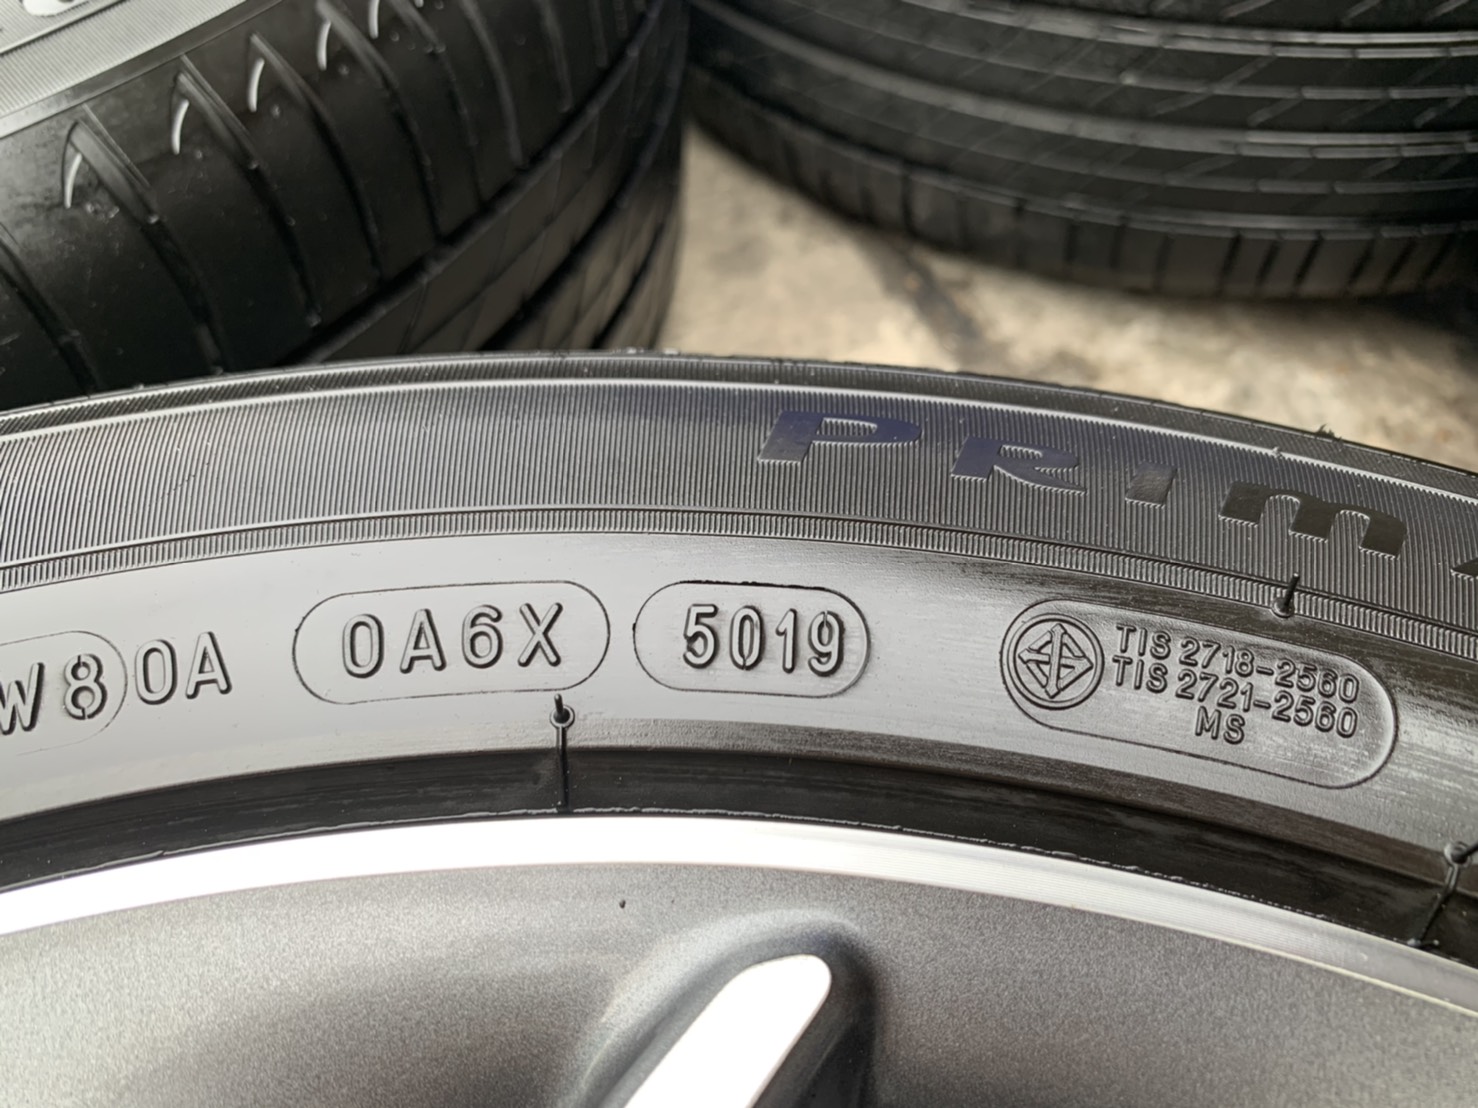 PRIM
W80A 0A6X 5019
TIS 2718-2560
TIS 2721-2560
MS